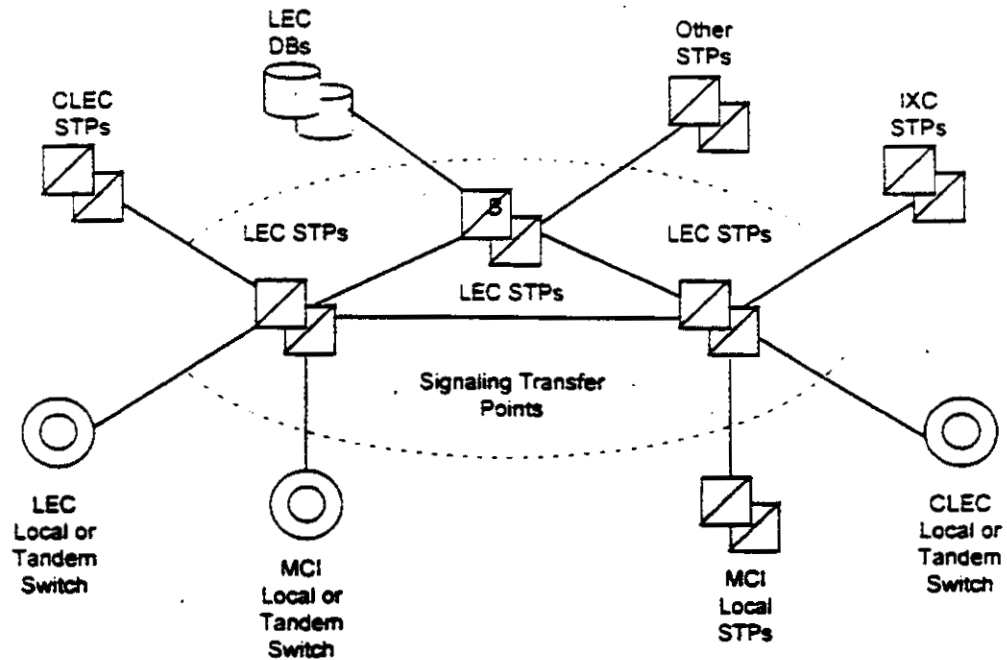 LEC
DBs
Other
STPs
CLEC
STPs
IXC
STPs
B
LEC STPs
LEC STPs
LEC STPs
Signaling Transfer
Points
LEC
Local or
Tandem
Switch
MCI
Local or
Tandem
Switch
MCI
Local
STPs
CLEC
Local or
Tandem
Switch